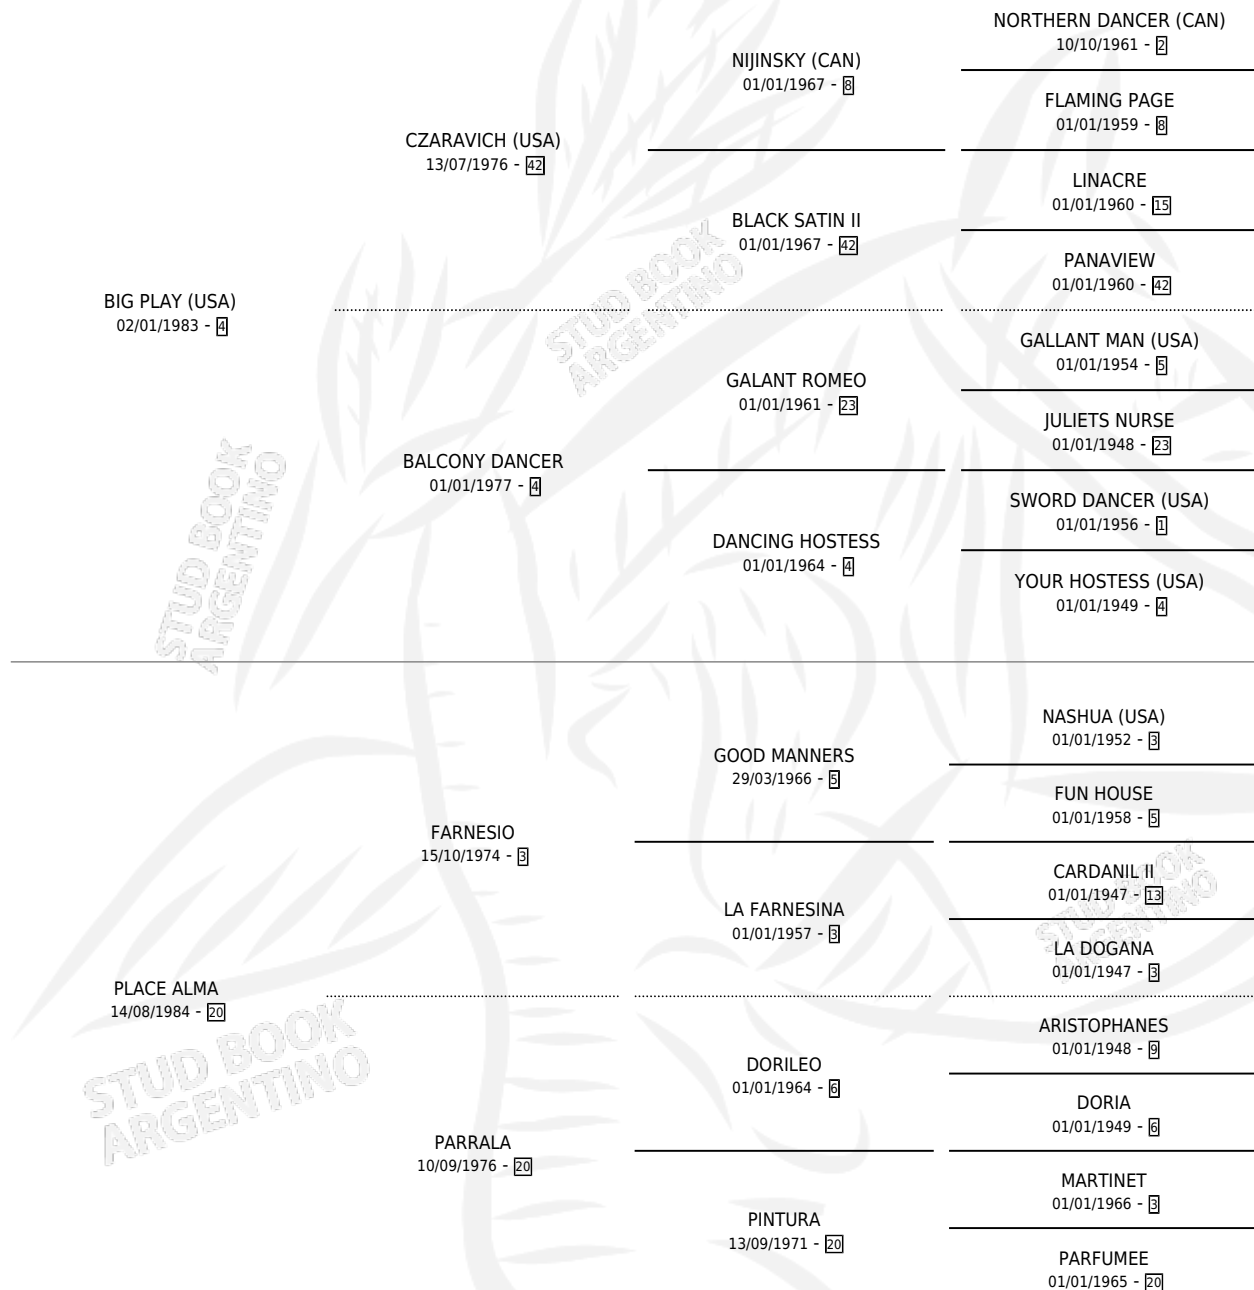 NORTHERN DANCER (CAN)
10/10/1961 - 2
NIJINSKY (CAN)
01/01/1967 - 8
FLAMING PAGE
01/01/1959 - 8
CZARAVICH (USA)
13/07/1976 - 42
LINACRE
01/01/1960 - 15
BLACK SATIN II
01/01/1967 - 42
PANAVIEW
01/01/1960 - 42
BIG PLAY (USA)
02/01/1983 - 4
GALLANT MAN (USA)
01/01/1954 - 5
GALANT ROMEO
01/01/1961 - 23
JULIETS NURSE
01/01/1948 - 23
BALCONY DANCER
01/01/1977 - 4
SWORD DANCER (USA)
01/01/1956 - 1
DANCING HOSTESS
01/01/1964 - 4
YOUR HOSTESS (USA)
01/01/1949 - 4
NASHUA (USA)
01/01/1952 - 3
GOOD MANNERS
29/03/1966 - 5
FUN HOUSE
01/01/1958 - 5
FARNESIO
15/10/1974 - 3
CARDANIL II
01/01/1947 - 13
LA FARNESINA
01/01/1957 - 3
LA DOGANA
01/01/1947 - 3
PLACE ALMA
14/08/1984 - 20
ARISTOPHANES
01/01/1948 - 9
DORILEO
01/01/1964 - 6
DORIA
01/01/1949 - 6
PARRALA
10/09/1976 - 20
MARTINET
01/01/1966 - 3
PINTURA
13/09/1971 - 20
PARFUMEE
01/01/1965 - 20
STUD BOOK
ARGENTINO
STUD BOOK
ARGENTINO
STUD BOOK
ARGENTINO
STUD BOOK
ARGENTINO